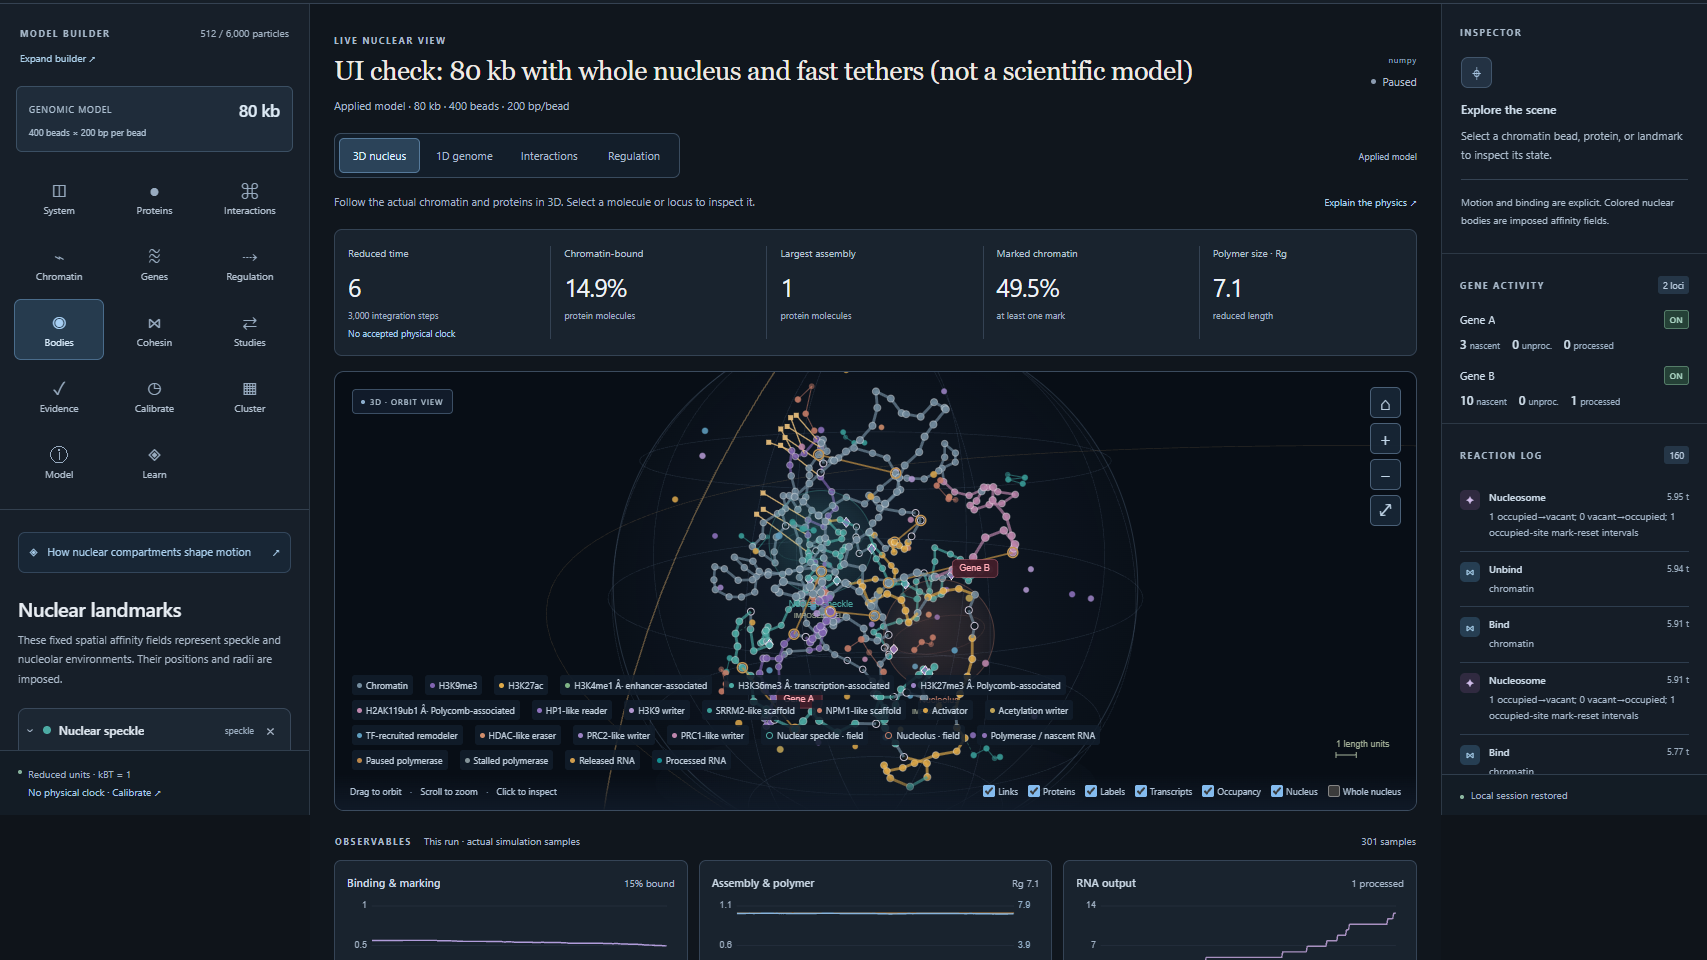 MODEL BUILDER
512 / 6,000 particles
Expand builder ↗
GENOMIC MODEL
80 kb
400 beads × 200 bp per bead
System
Proteins
Interactions
Chromatin
Genes
Regulation
Bodies
Cohesin
Studies
Evidence
Calibrate
Cluster
Model
Learn
How nuclear compartments shape motion ↗
Nuclear landmarks
These fixed spatial affinity fields represent speckle and
nucleolar environments. Their positions and radii are
imposed.
Nuclear speckle
speckle ×
Reduced units · kBT = 1
No physical clock · Calibrate ↗
LIVE NUCLEAR VIEW
UI check: 80 kb with whole nucleus and fast tethers (not a scientific model)
numpy
Paused
Applied model · 80 kb · 400 beads · 200 bp/bead
3D nucleus
1D genome
Interactions
Regulation
Applied model
Follow the actual chromatin and proteins in 3D. Select a molecule or locus to inspect it.
Explain the physics ↗
Reduced time
6
3,000 integration steps
No accepted physical clock
Chromatin-bound
14.9%
protein molecules
Largest assembly
1
protein molecules
Marked chromatin
49.5%
at least one mark
Polymer size · Rg
7.1
reduced length
3D · ORBIT VIEW
Gene B
Gene A
Chromatin
H3K9me3
H3K27ac
H3K4me1 Â· enhancer-associated
H3K36me3 Â· transcription-associated
H3K27me3 Â· Polycomb-associated
H2AK119ub1 Â· Polycomb-associated
HP1-like reader
H3K9 writer
SRRM2-like scaffold
NPM1-like scaffold
Activator
Acetylation writer
TF-recruited remodeler
HDAC-like eraser
PRC2-like writer
PRC1-like writer
Nuclear speckle · field
Nucleolus · field
Polymerase / nascent RNA
Paused polymerase
Stalled polymerase
Released RNA
Processed RNA
1 length units
Drag to orbit · Scroll to zoom · Click to inspect
Links
Proteins
Labels
Transcripts
Occupancy
Nucleus
Whole nucleus
OBSERVABLES
This run · actual simulation samples
301 samples
Binding & marking
15% bound
1
0.5
Assembly & polymer
Rg 7.1
1.1
7.9
0.6
3.9
RNA output
1 processed
14
7
INSPECTOR
Explore the scene
Select a chromatin bead, protein, or landmark
to inspect its state.
Motion and binding are explicit. Colored nuclear
bodies are imposed affinity fields.
GENE ACTIVITY
2 loci
Gene A
ON
3 nascent 0 unproc. 0 processed
Gene B
ON
10 nascent 0 unproc. 1 processed
REACTION LOG
160
Nucleosome
5.95 t
1 occupied→vacant; 0 vacant→occupied; 1
occupied-site mark-reset intervals
Unbind
5.94 t
chromatin
Bind
5.91 t
chromatin
Nucleosome
5.91 t
1 occupied→vacant; 0 vacant→occupied; 1
occupied-site mark-reset intervals
Bind
5.77 t
chromatin
Local session restored